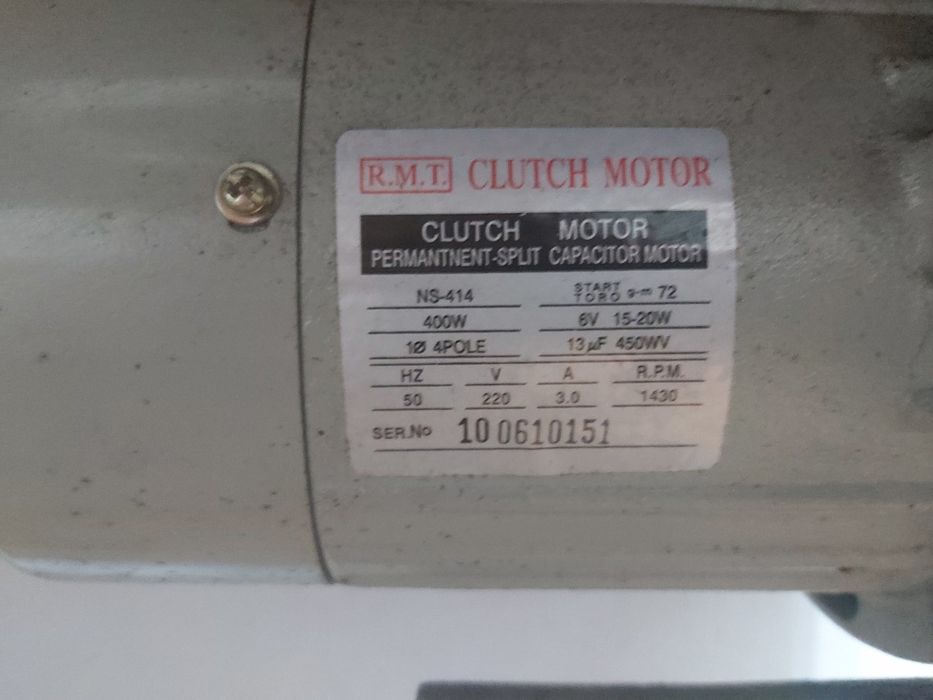 R.M.T. CLUTCH MOTOR
CLUTCH MOTOR
PERMANTNENT-SPLIT CAPACITOR MOTOR
NS-414 START TORO g-m 72
400W 6V 15-20W
1Ø 4POLE 13µF 450WV
HZ V A R.P.M.
50 220 3.0 1430
SER.No 10 0610151